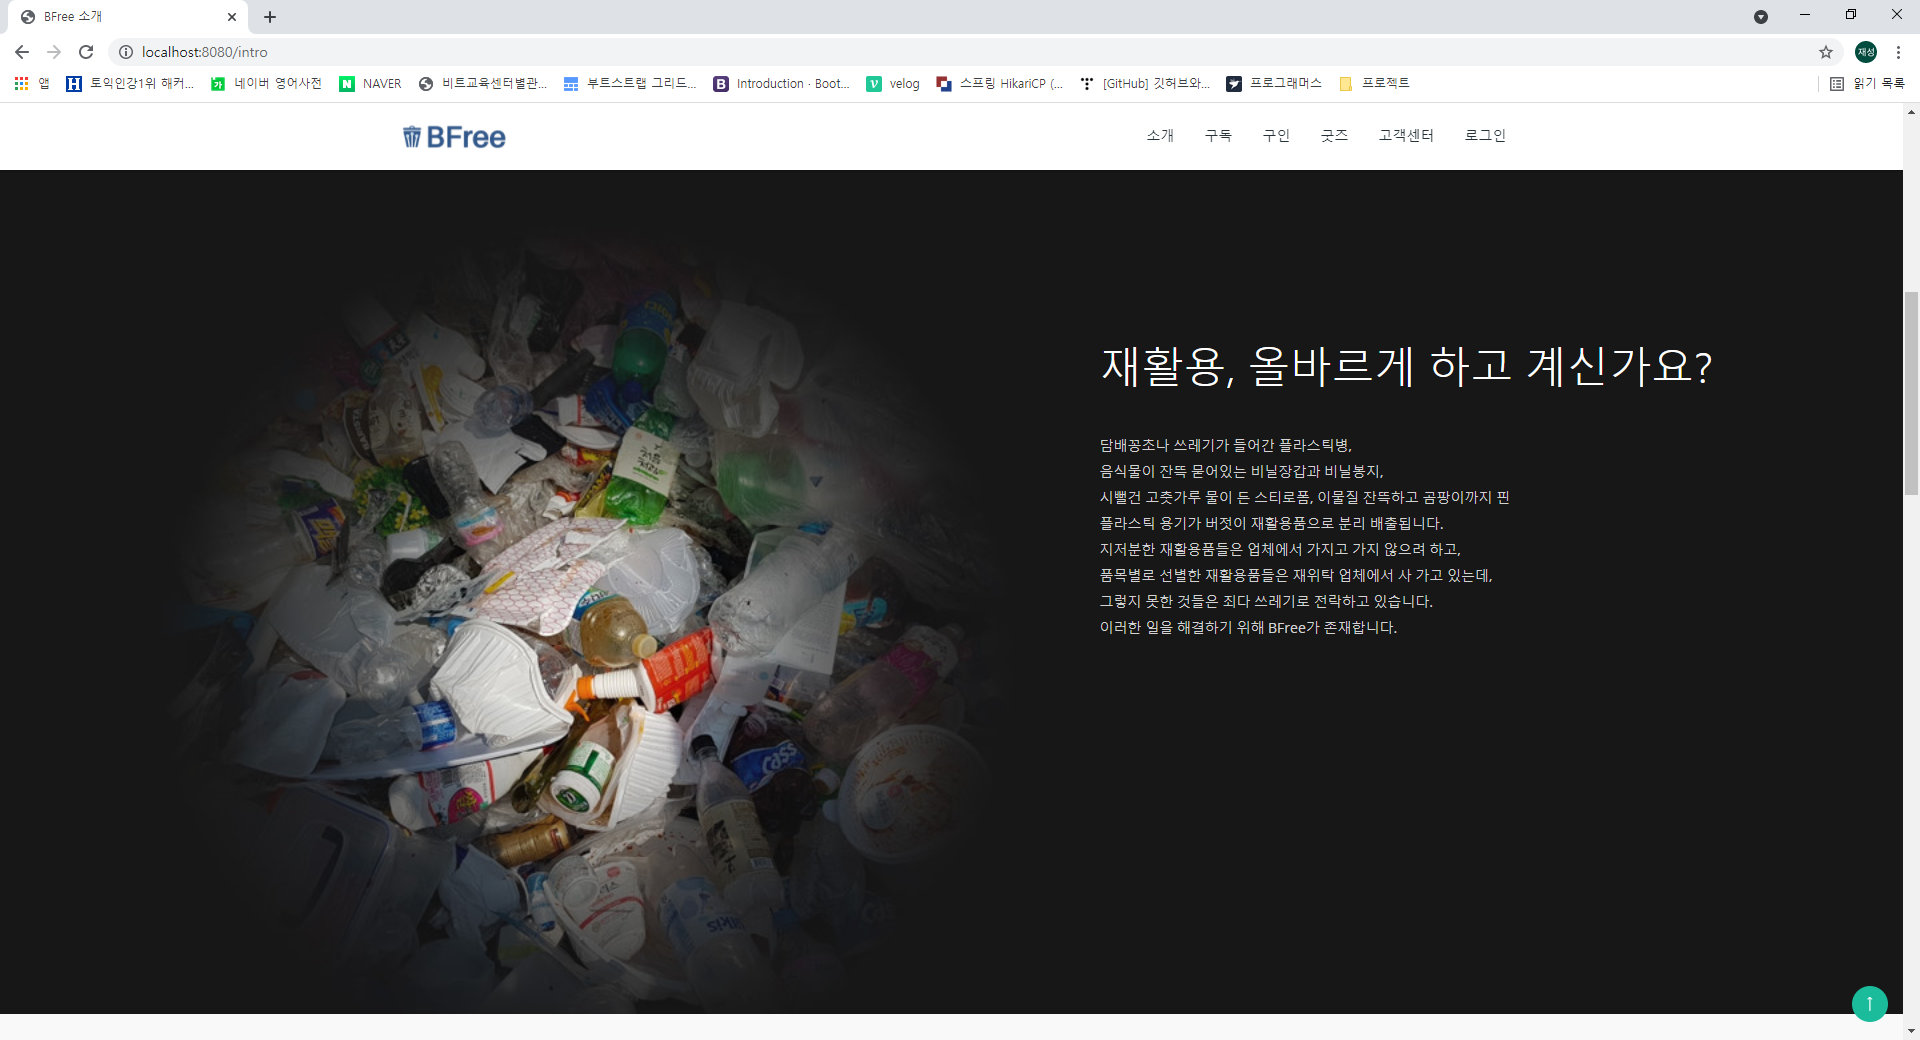 BFree 소개
localhost:8080/intro
재성
앱
토익인강1위 해커...
네이버 영어사전
NAVER
비트교육센터별관...
부트스트랩 그리드...
Introduction · Boot...
velog
스프링 HikariCP (...
[GitHub] 깃허브와...
프로그래머스
프로젝트
읽기 목록
BFree
소개
구독
구인
굿즈
고객센터
로그인
재활용, 올바르게 하고 계신가요?
담배꽁초나 쓰레기가 들어간 플라스틱병,
음식물이 잔뜩 묻어있는 비닐장갑과 비닐봉지,
시뻘건 고춧가루 물이 든 스티로폼, 이물질 잔뜩하고 곰팡이까지 핀
플라스틱 용기가 버젓이 재활용품으로 분리 배출됩니다.
지저분한 재활용품들은 업체에서 가지고 가지 않으려 하고,
품목별로 선별한 재활용품들은 재위탁 업체에서 사 가고 있는데,
그렇지 못한 것들은 죄다 쓰레기로 전락하고 있습니다.
이러한 일을 해결하기 위해 BFree가 존재합니다.
처음처럼
cass